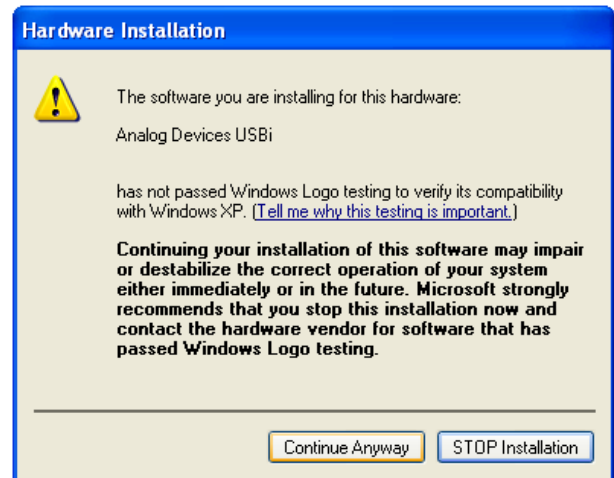 Hardware Installation
The software you are installing for this hardware:
Analog Devices USBi
has not passed Windows Logo testing to verify its compatibility
with Windows XP. (Tell me why this testing is important.)
Continuing your installation of this software may impair
or destabilize the correct operation of your system
either immediately or in the future. Microsoft strongly
recommends that you stop this installation now and
contact the hardware vendor for software that has
passed Windows Logo testing.
Continue Anyway
STOP Installation